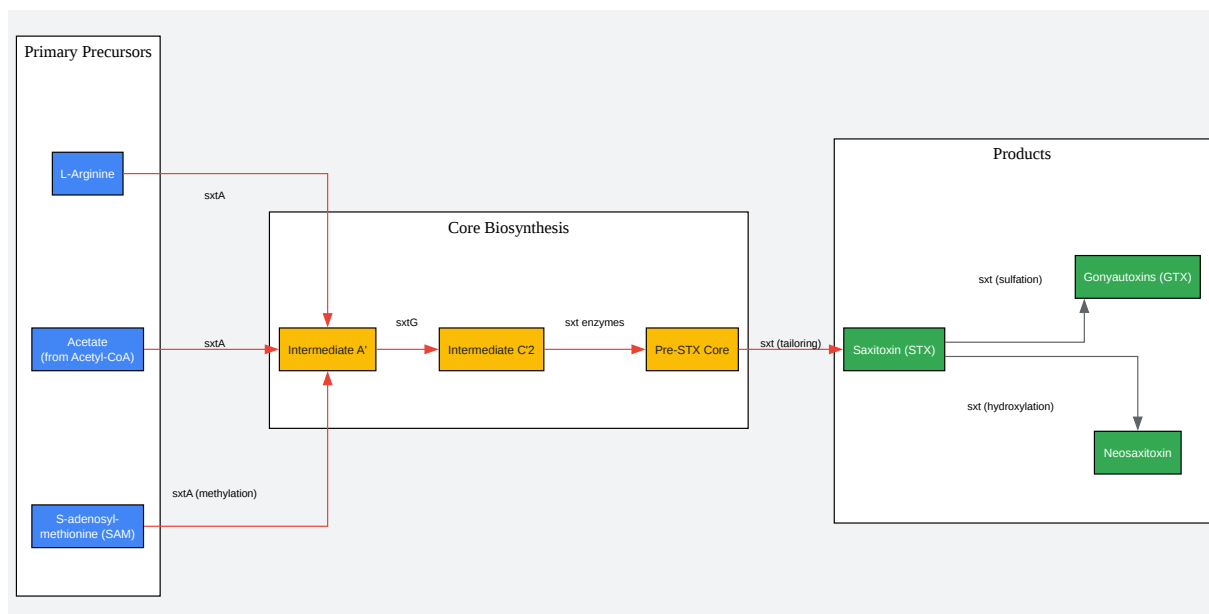 Primary Precursors
L-Arginine
sxtA
Acetate
(from Acetyl-CoA)
sxtA
S-adenosyl-
methionine (SAM)
sxtA (methylation)
Core Biosynthesis
Intermediate A'
sxtG
Intermediate C'2
sxt enzymes
Pre-STX Core
sxt (tailoring)
Products
Saxitoxin (STX)
sxt (sulfation)
Gonyautoxins (GTX)
sxt (hydroxylation)
Neosaxitoxin